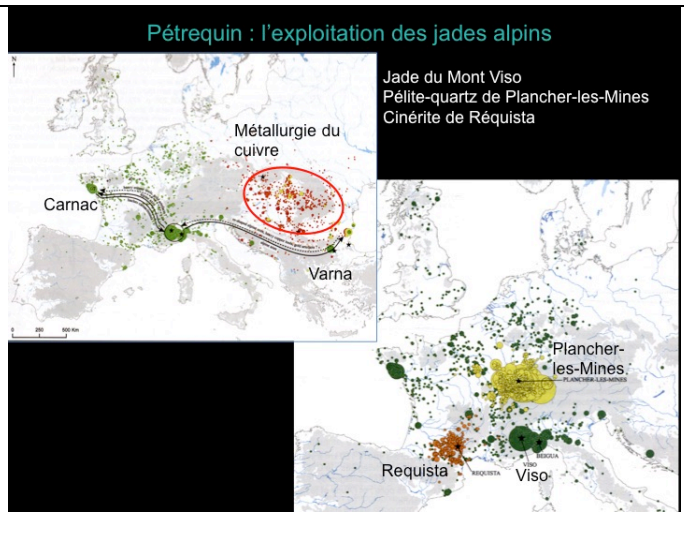 Pétrequin : l’exploitation des jades alpins
Jade du Mont Viso
Pélite-quartz de Plancher-les-Mines
Cinérite de Réquista
N
Métallurgie du
cuivre
Carnac
Varna
0 250 500 Km
Plancher-
les-Mines
PLANCHER-LES-MINES
BEIGUA
VISO
REQUISTA
Requista
Viso